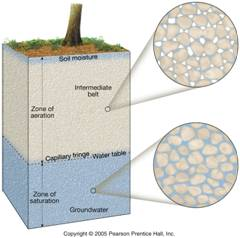 Soil moisture
Intermediate
belt
Zone of
aeration
Capillary fringe
Water table
Zone of
saturation
Groundwater
Copyright © 2005 Pearson Prentice Hall, Inc.